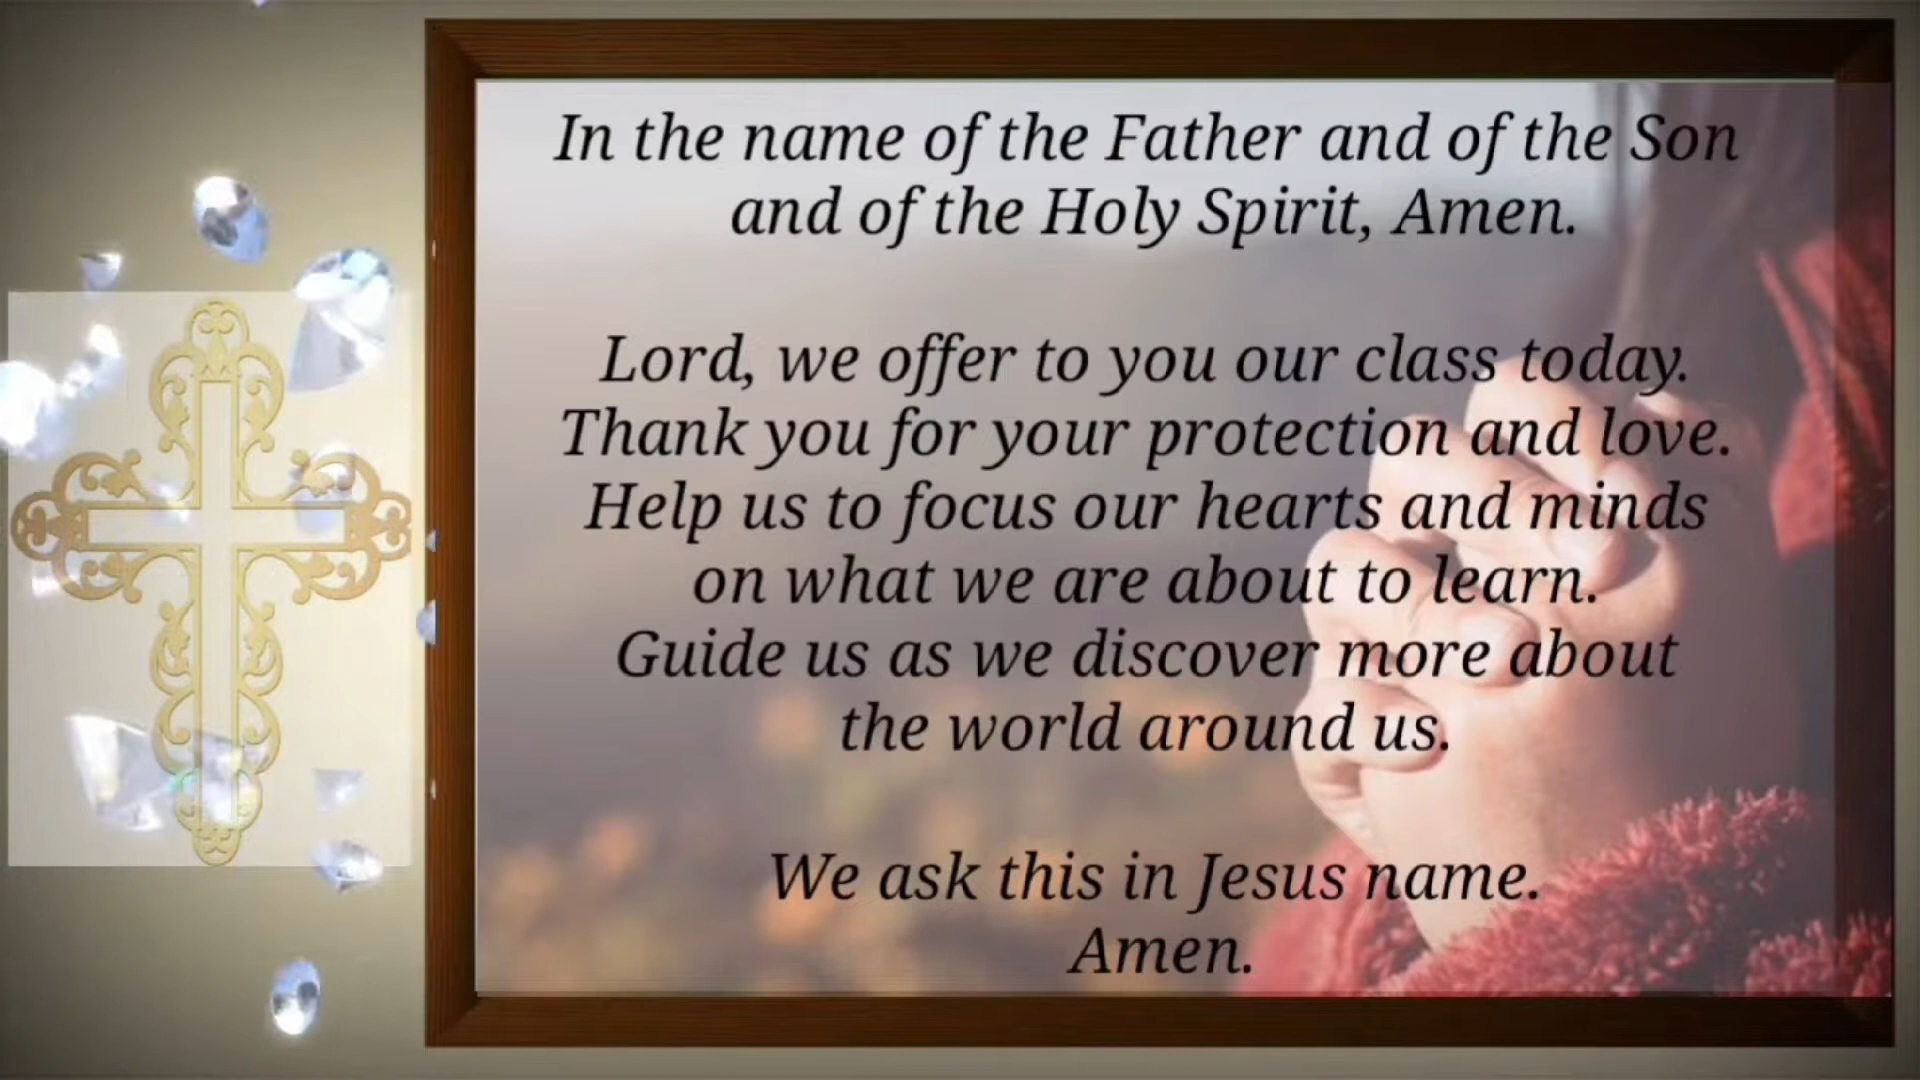 In the name of the Father and of the Son
and of the Holy Spirit, Amen.
Lord, we offer to you our class today.
Thank you for your protection and love.
Help us to focus our hearts and minds
on what we are about to learn.
Guide us as we discover more about
the world around us.
We ask this in Jesus name.
Amen.